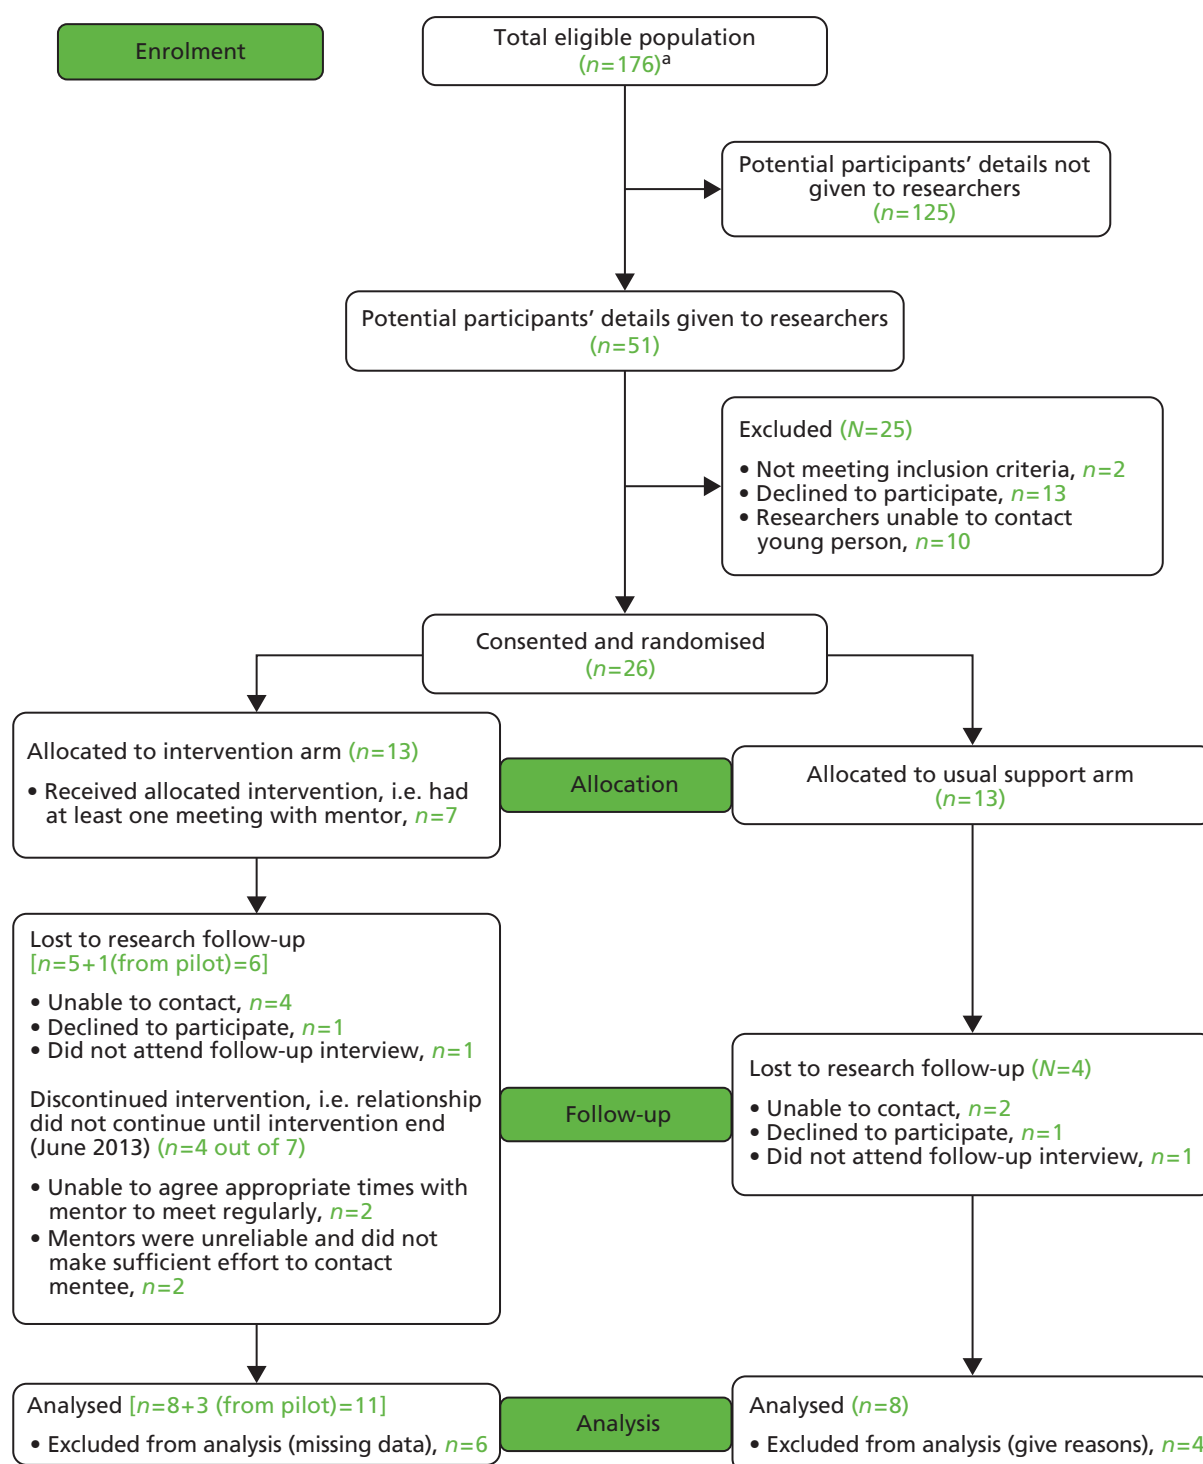 Enrolment
Total eligible population
(n=176)a
Potential participants’ details not
given to researchers
(n=125)
Potential participants’ details given to researchers
(n=51)
Excluded (N=25)
• Not meeting inclusion criteria, n=2
• Declined to participate, n=13
• Researchers unable to contact
young person, n=10
Consented and randomised
(n=26)
Allocated to intervention arm (n=13)
• Received allocated intervention, i.e. had
at least one meeting with mentor, n=7
Allocation
Allocated to usual support arm
(n=13)
Lost to research follow-up
[n=5+1(from pilot)=6]
• Unable to contact, n=4
• Declined to participate, n=1
• Did not attend follow-up interview, n=1
Discontinued intervention, i.e. relationship
did not continue until intervention end
(June 2013) (n=4 out of 7)
• Unable to agree appropriate times with
mentor to meet regularly, n=2
• Mentors were unreliable and did not
make sufficient effort to contact
mentee, n=2
Follow-up
Lost to research follow-up (N=4)
• Unable to contact, n=2
• Declined to participate, n=1
• Did not attend follow-up interview, n=1
Analysed [n=8+3 (from pilot)=11]
• Excluded from analysis (missing data), n=6
Analysis
Analysed (n=8)
• Excluded from analysis (give reasons), n=4